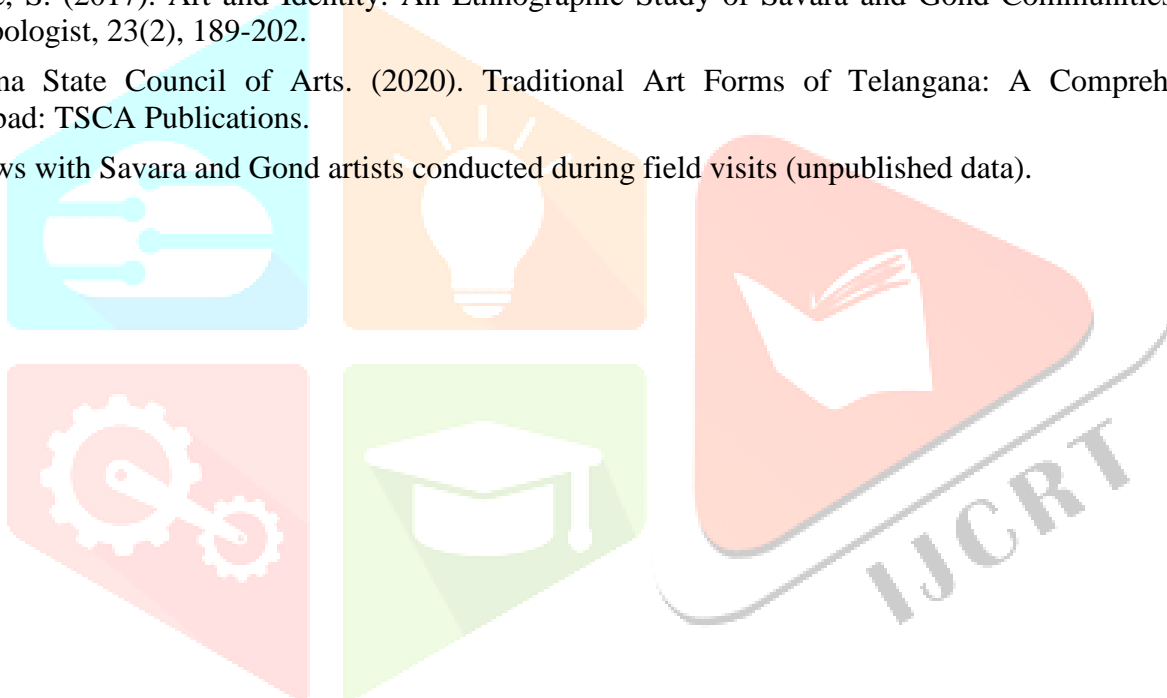 S. (2017). Art and Identity: An Ethnographic Study of Savara and Gond Communities
pologist, 23(2), 189-202.
na State Council of Arts. (2020). Traditional Art Forms of Telangana: A Compreh
bad: TSCA Publications.
ws with Savara and Gond artists conducted during field visits (unpublished data).
IJCRT